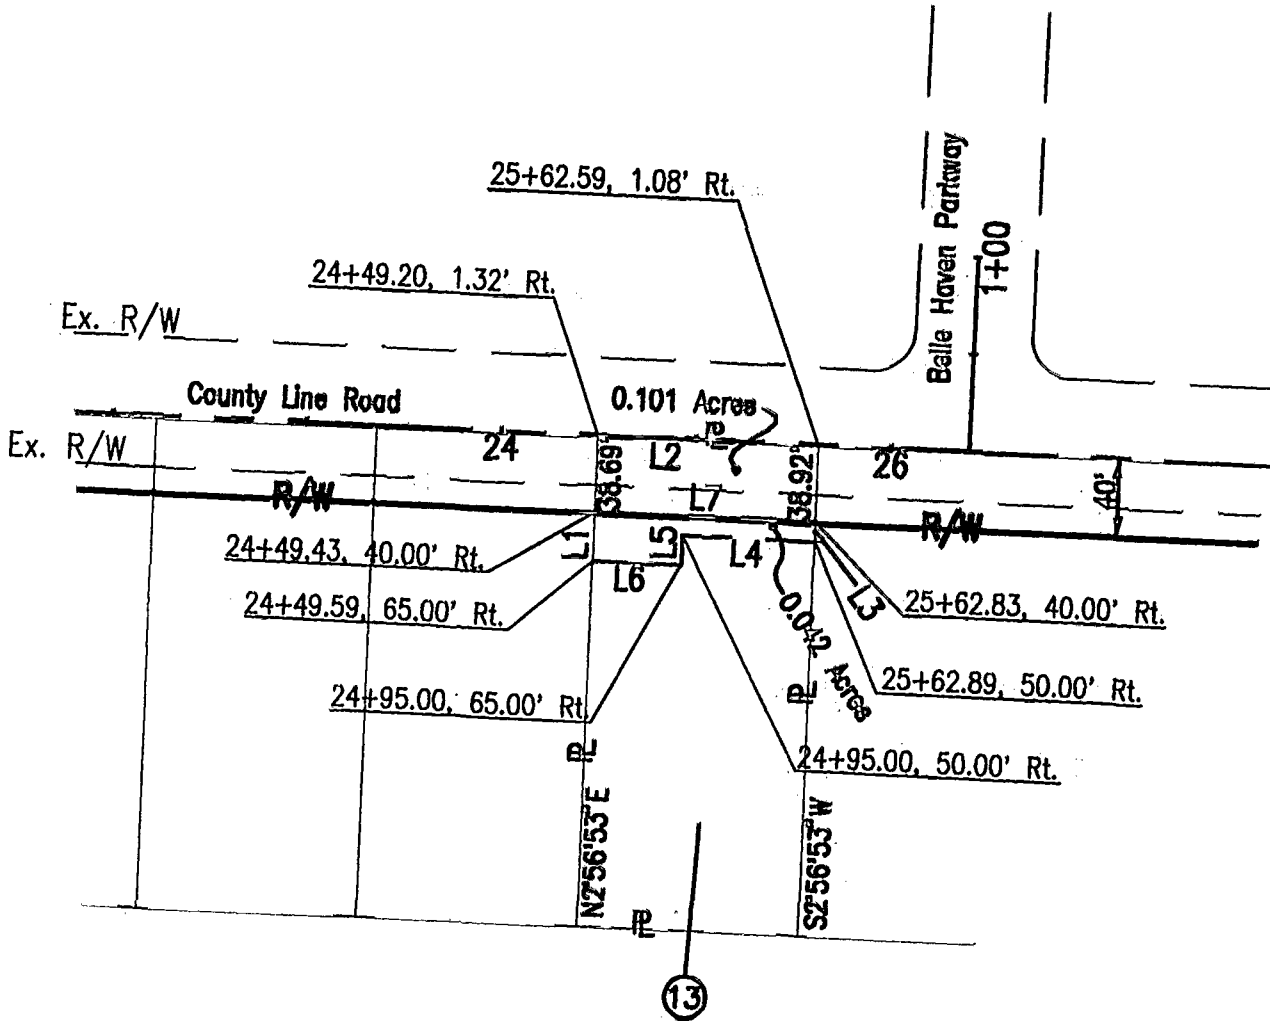 25+62.59, 1.08' Rt.
24+49.20, 1.32' Rt.
Ex. R/W
Belle Haven Parkway
1+00
County Line Road
0.101 Acres
PL
Ex. R/W
24
L2
26
38.69'
38.92'
40'
R/W
L7
R/W
24+49.43, 40.00' Rt.
L1
L5
L4
L6
L3
24+49.59, 65.00' Rt.
0.042 Acres
25+62.83, 40.00' Rt.
24+95.00, 65.00' Rt.
PL
25+62.89, 50.00' Rt.
PL
24+95.00, 50.00' Rt.
N2°56'53"E
S2°56'53"W
PL
13